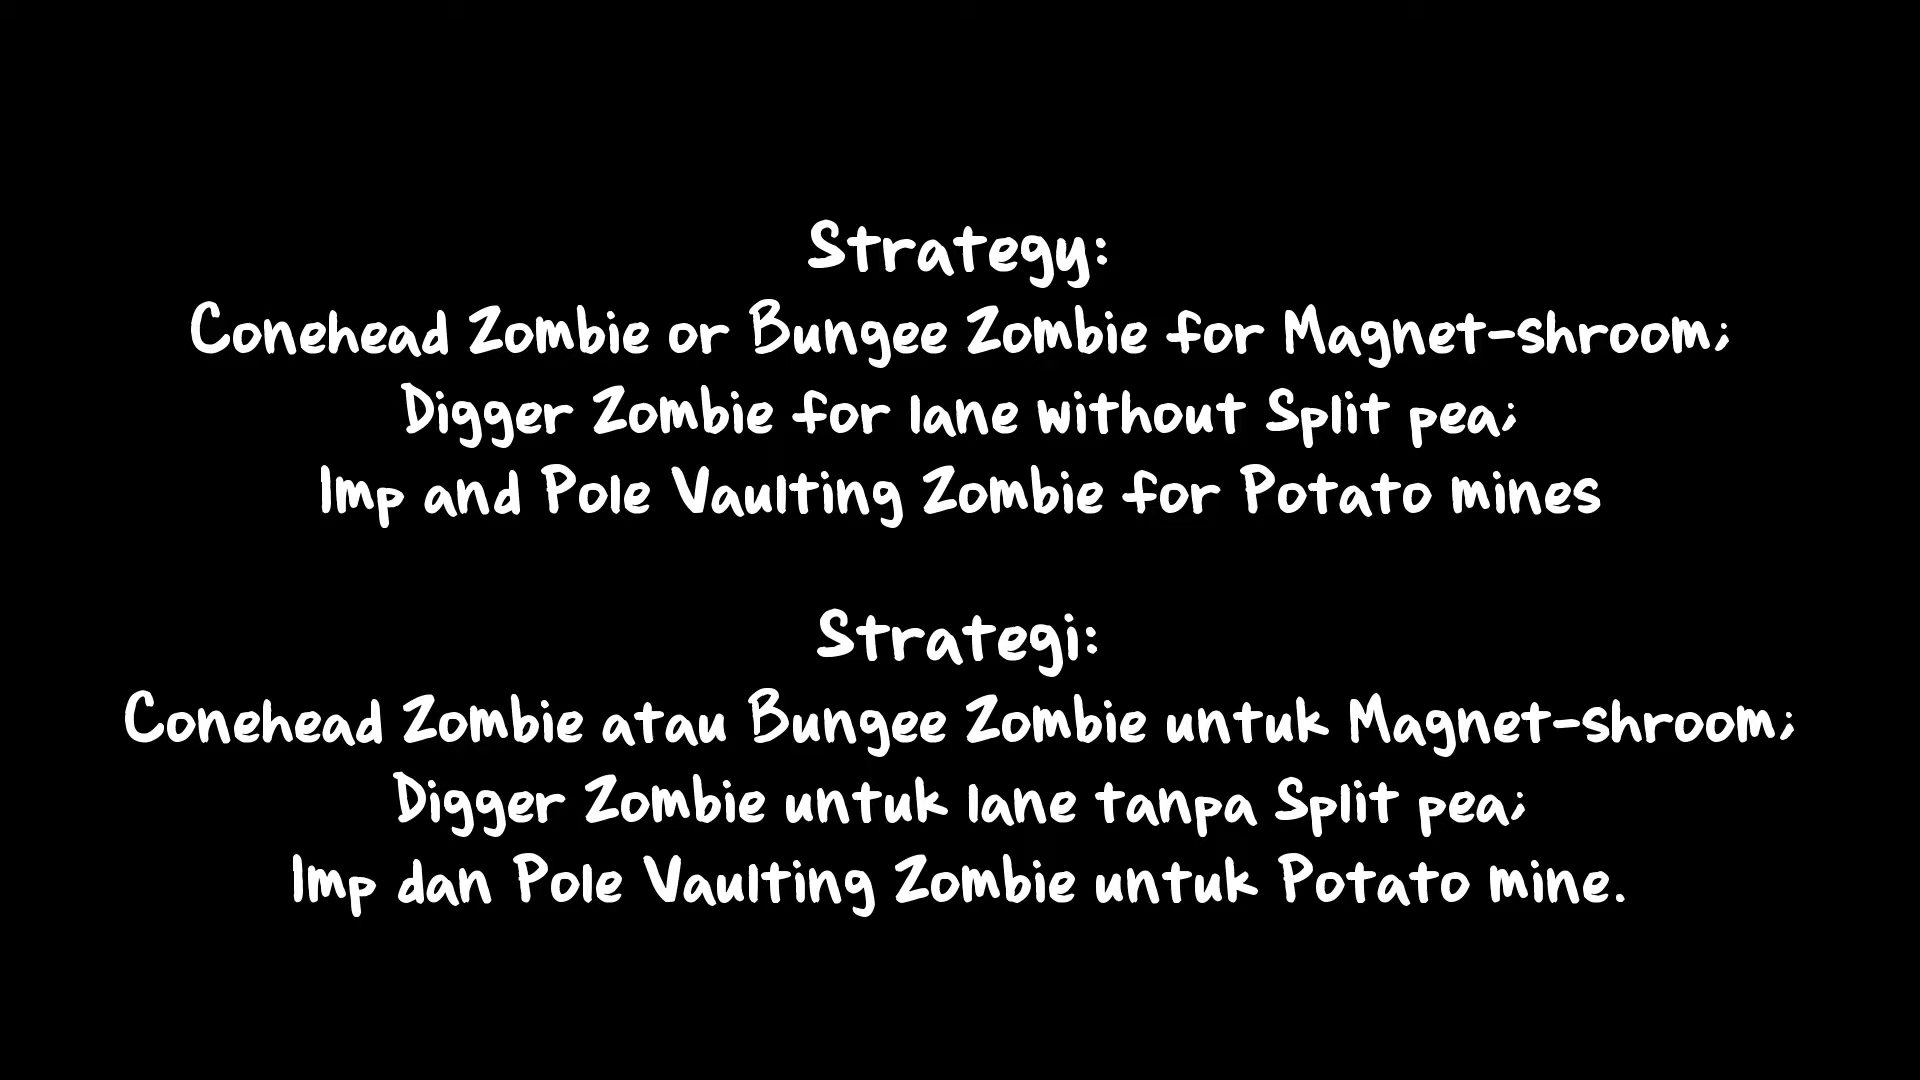 Strategy:
Conehead Zombie or Bungee Zombie for Magnet-shroom;
Digger Zombie for lane without Split pea;
Imp and Pole Vaulting Zombie for Potato mines
Strategi:
Conehead Zombie atau Bungee Zombie untuk Magnet-shroom;
Digger Zombie untuk lane tanpa Split pea;
Imp dan Pole Vaulting Zombie untuk Potato mine.